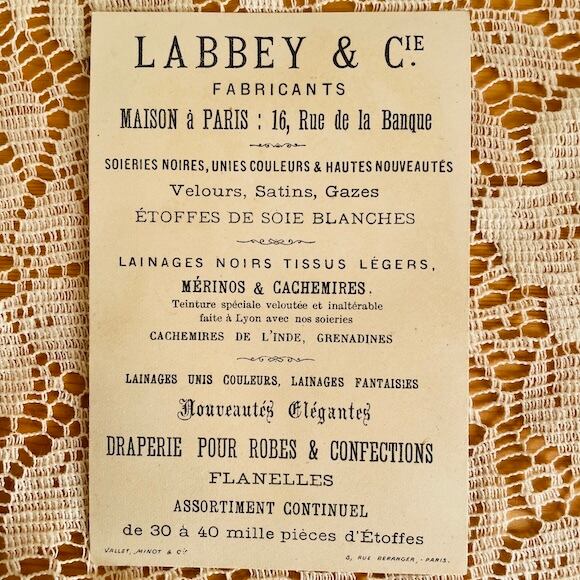 LABBEY & CIE.
FABRICANTS
MAISON à PARIS : 16, Rue de la Banque
SOIERIES NOIRES, UNIES COULEURS & HAUTES NOUVEAUTÉS
Velours, Satins, Gazes
ÉTOFFES DE SOIE BLANCHES
LAINAGES NOIRS TISSUS LÉGERS,
MÉRINOS & CACHEMIRES.
Teinture spéciale veloutée et inaltérable
faite à Lyon avec nos soieries
CACHEMIRES DE L'INDE, GRENADINES
LAINAGES UNIS COULEURS, LAINAGES FANTAISIES
Nouveautés Élégantes
DRAPERIE POUR ROBES & CONFECTIONS
FLANELLES
ASSORTIMENT CONTINUEL
de 30 à 40 mille pièces d'Étoffes
VALLET, MINOT & Cie
5, RUE BERANGER, - PARIS.